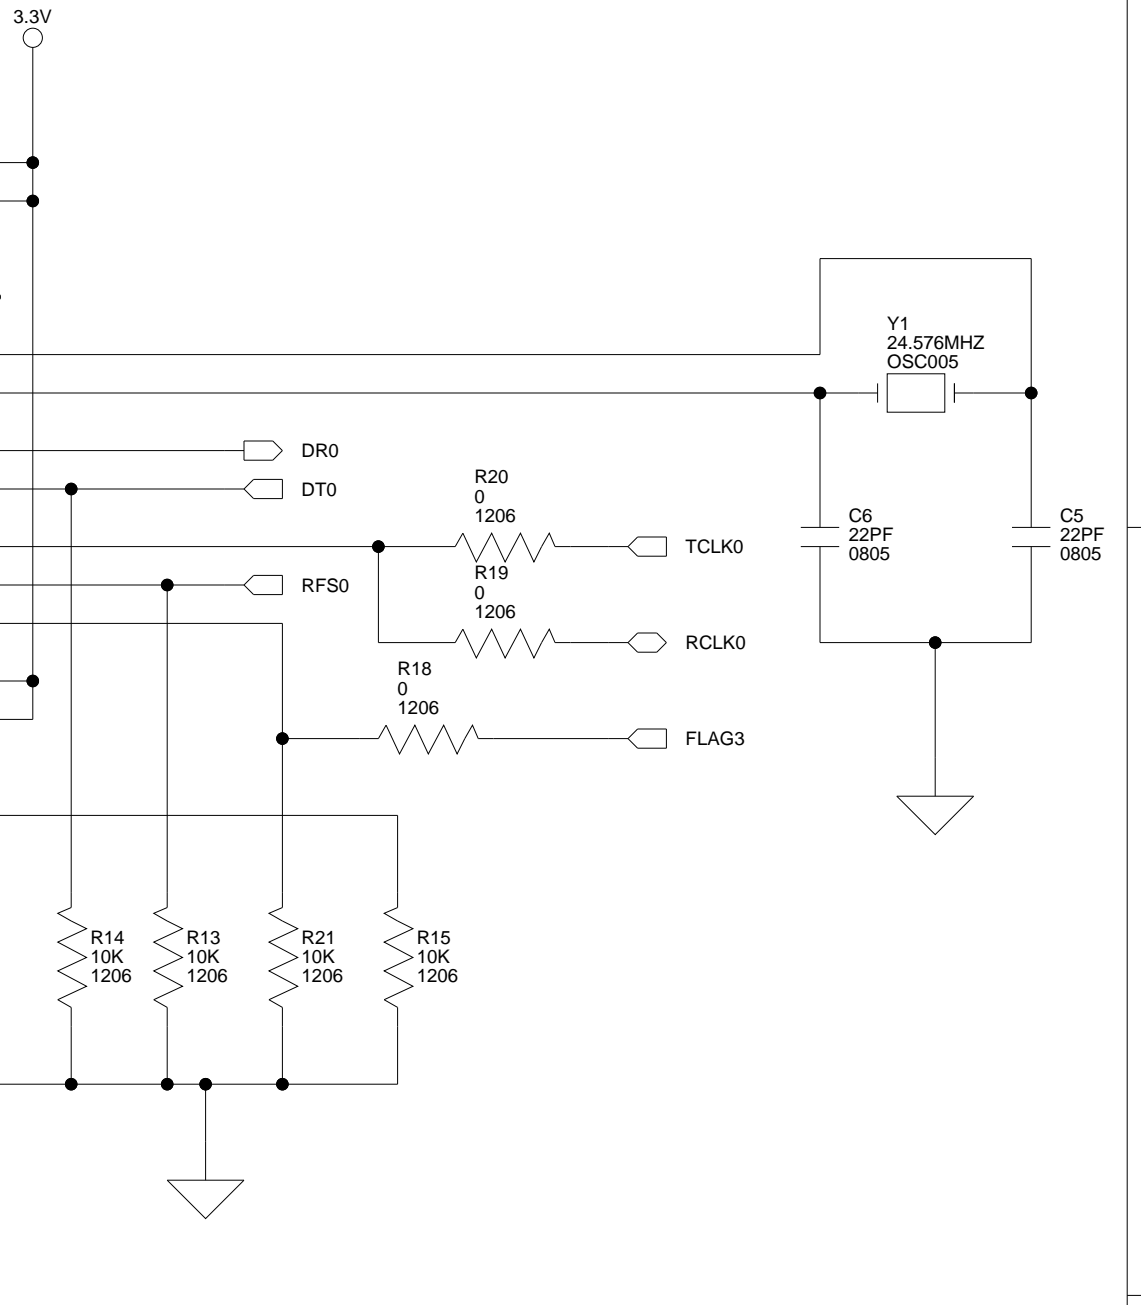 3.3V
Y1
24.576MHZ
OSC005
DR0
DT0
R20
0
1206
C6
22PF
0805
C5
22PF
0805
TCLK0
R19
0
1206
RFS0
RCLK0
R18
0
1206
FLAG3
R14
10K
1206
R13
10K
1206
R21
10K
1206
R15
10K
1206